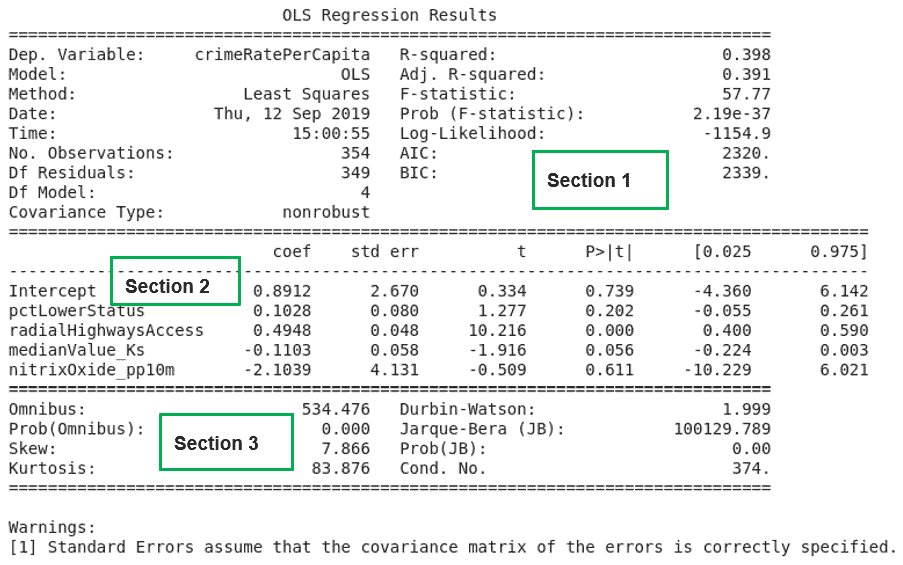 OLS Regression Results
==============================================================================
Dep. Variable: crimeRatePerCapita R-squared: 0.398
Model: OLS Adj. R-squared: 0.391
Method: Least Squares F-statistic: 57.77
Date: Thu, 12 Sep 2019 Prob (F-statistic): 2.19e-37
Time: 15:00:55 Log-Likelihood: -1154.9
No. Observations: 354 AIC: 2320.
Df Residuals: 349 BIC: 2339.
Section 1
Df Model: 4
Covariance Type: nonrobust
========================================================================================
coef std err t P>|t| [0.025 0.975]
----------------------------------------------------------------------------------------
Section 2
Intercept 0.8912 2.670 0.334 0.739 -4.360 6.142
pctLowerStatus 0.1028 0.080 1.277 0.202 -0.055 0.261
radialHighwaysAccess 0.4948 0.048 10.216 0.000 0.400 0.590
medianValue_Ks -0.1103 0.058 -1.916 0.056 -0.224 0.003
nitrixOxide_pp10m -2.1039 4.131 -0.509 0.611 -10.229 6.021
==============================================================================
Omnibus: 534.476 Durbin-Watson: 1.999
Prob(Omnibus): 0.000 Jarque-Bera (JB): 100129.789
Section 3
Skew: 7.866 Prob(JB): 0.00
Kurtosis: 83.876 Cond. No. 374.
==============================================================================
Warnings:
[1] Standard Errors assume that the covariance matrix of the errors is correctly specified.